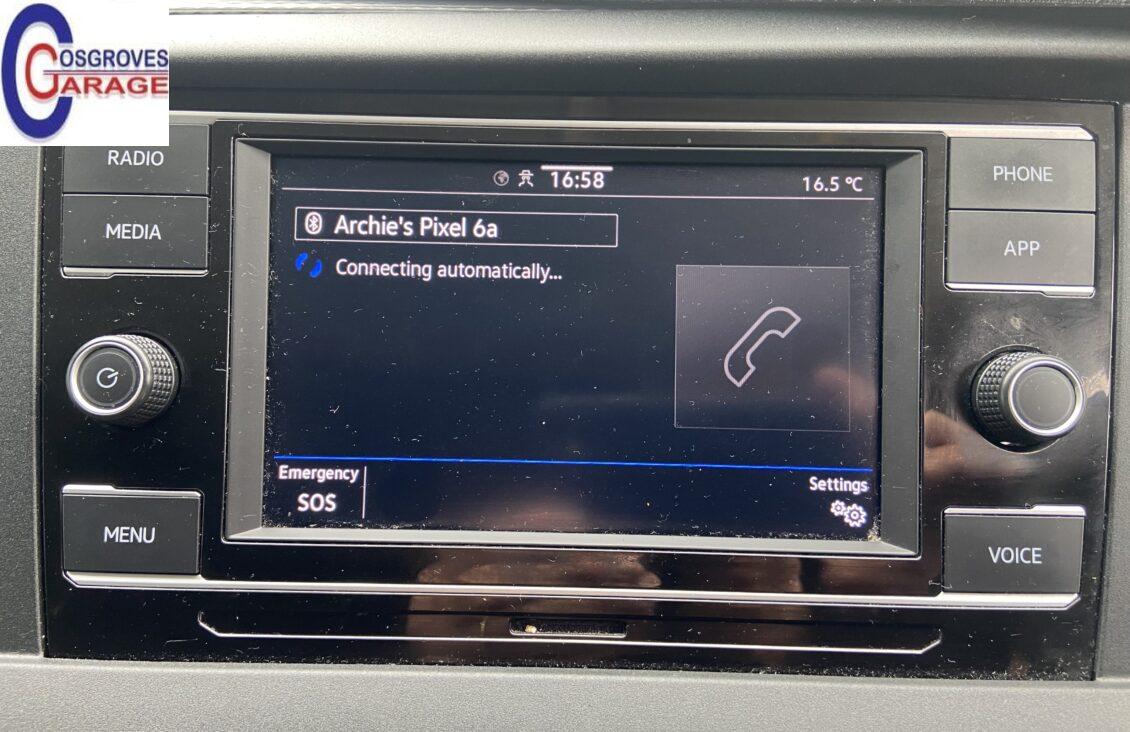 COSGROVES
GARAGE
RADIO
MEDIA
MENU
16:58
16.5 °C
Archie's Pixel 6a
Connecting automatically...
Emergency
SOS
Settings
PHONE
APP
VOICE